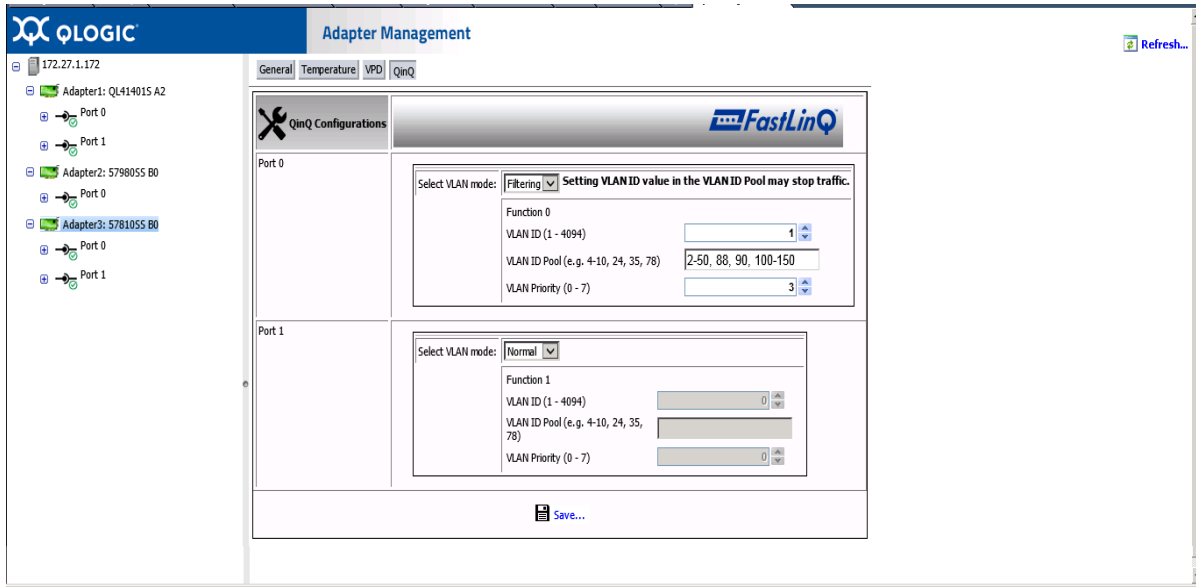 QLOGIC
Adapter Management
Refresh...
172.27.1.172
Adapter1: QL41401S A2
Port 0
Port 1
Adapter2: 57980SS B0
Port 0
Adapter3: 57810SS B0
Port 0
Port 1
General Temperature VPD QinQ
QinQ Configurations
FastLinQ
Port 0
Select VLAN mode: Filtering Setting VLAN ID value in the VLAN ID Pool may stop traffic.
Function 0
VLAN ID (1 - 4094) 1
VLAN ID Pool (e.g. 4-10, 24, 35, 78) 2-50, 88, 90, 100-150
VLAN Priority (0 - 7) 3
Port 1
Select VLAN mode: Normal
Function 1
VLAN ID (1 - 4094) 0
VLAN ID Pool (e.g. 4-10, 24, 35,
78)
VLAN Priority (0 - 7) 0
Save...